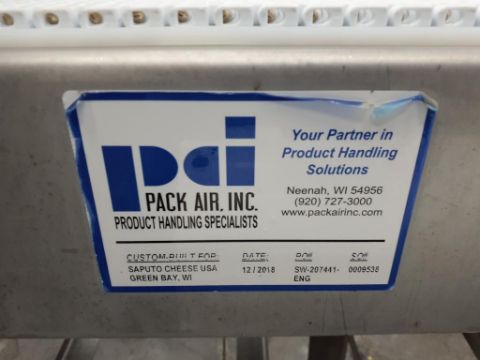 pai
PACK AIR, INC.
PRODUCT HANDLING SPECIALISTS
Your Partner in
Product Handling
Solutions
Neenah, WI 54956
(920) 727-3000
www.packairinc.com
CUSTOM-BUILT FOR: DATE: PO# SO#
SAPUTO CHEESE USA 12 / 2018 SW-207441- 0009538
GREEN BAY, WI ENG